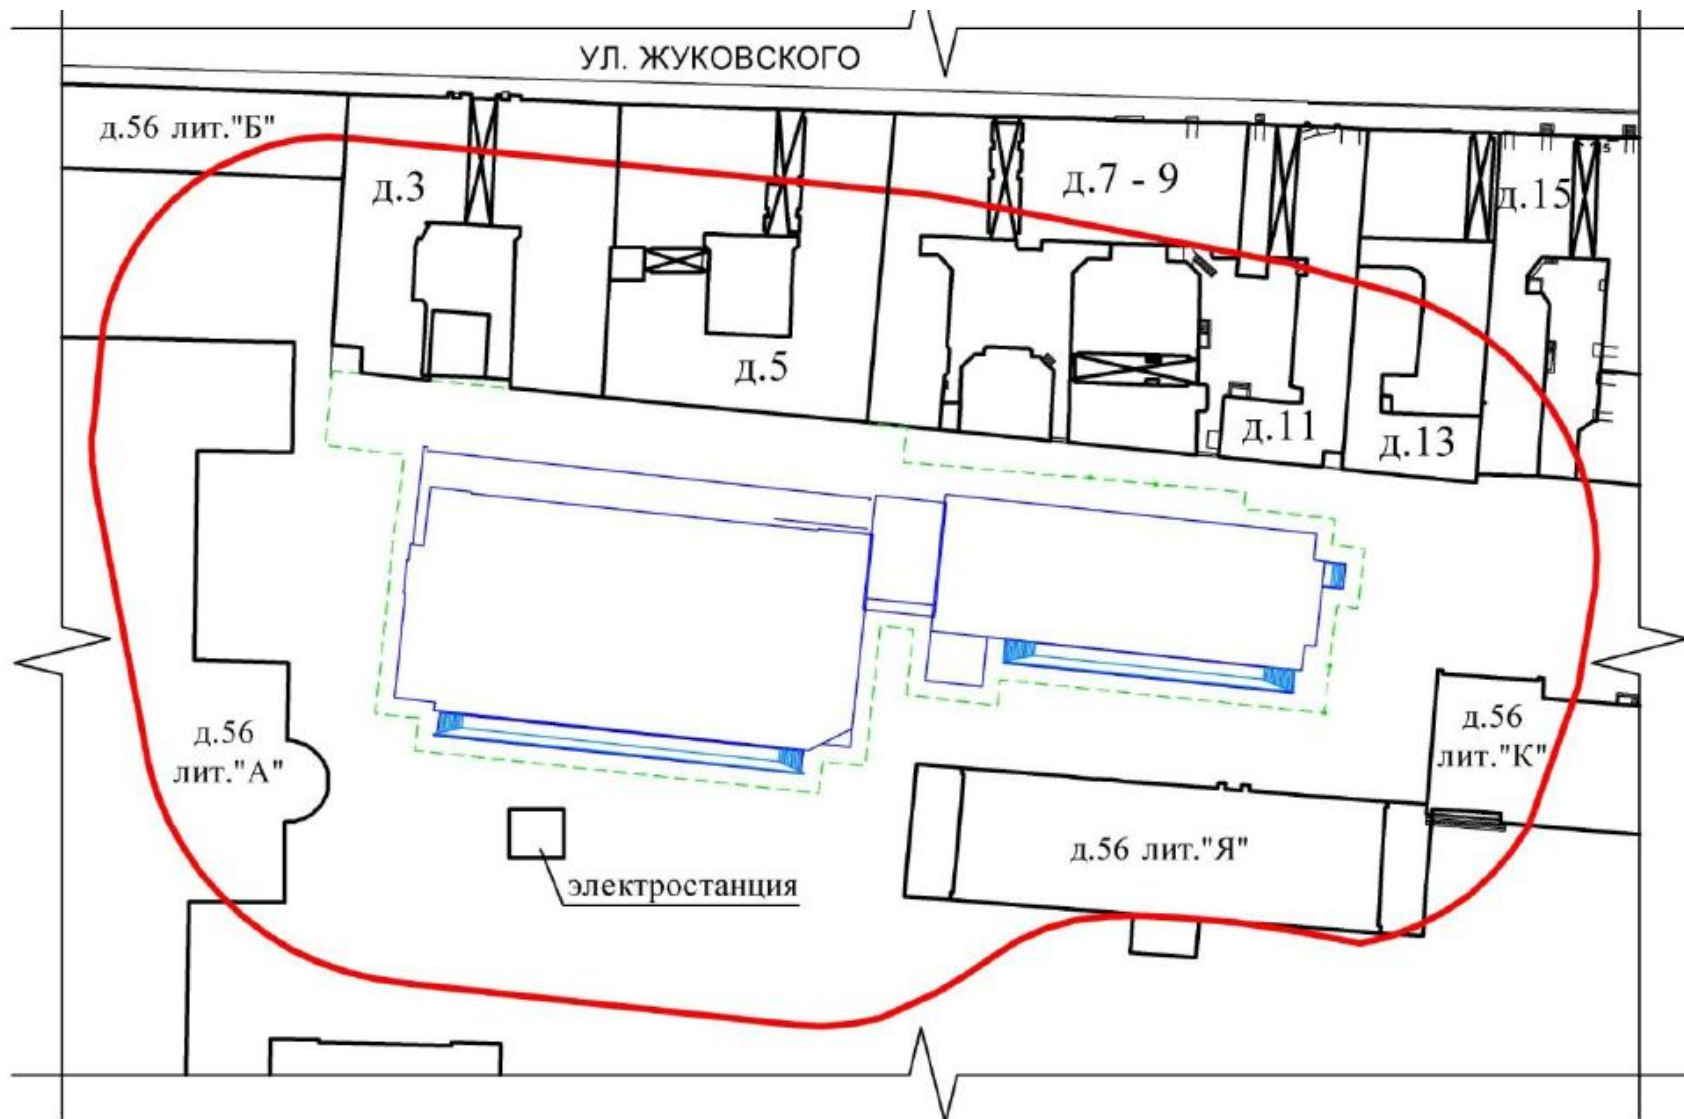 УЛ. ЖУКОВСКОГО
д.56 лит."Б"
д.3
д.7 - 9
д.15
д.5
д.11
д.13
д.56
лит."А"
д.56
лит."К"
д.56 лит."Я"
электростанция